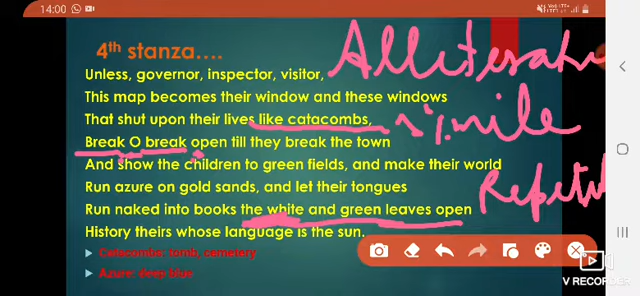 14:00
4th stanza....
Unless, governor, inspector, visitor,
This map becomes their window and these windows
That shut upon their lives like catacombs,
Break O break open till they break the town
And show the children to green fields, and make their world
Run azure on gold sands, and let their tongues
Run naked into books the white and green leaves open
History theirs whose language is the sun.
Catacombs: tomb, cemetery
Azure: deep blue
Simile
V RECORDER